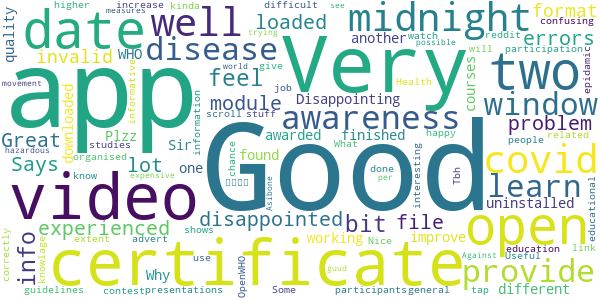 higher increase kinda difficult reddit format confusing
measures trying see
date well loaded midnight errors
WHO another watch possible participation
quality invalid disease give will epidemic
app Very two
movement informative world job Health courses
feel module Disappointing window
downloaded information scroll stuff
Great Plzz awarded finished awareness happy problem people related
hazardous studies Sir chance What covid
Says lot one found done interesting learn
organised know per Tbh uninstalled
video Good open
expensive Asibone
info experienced disappointed bit file educational
extent advert shows working improve education link
correctly knowledge certificate provide
Why use OpenWHO Nice Useful Against
guidelines contest presentations Some guud participants general tap different